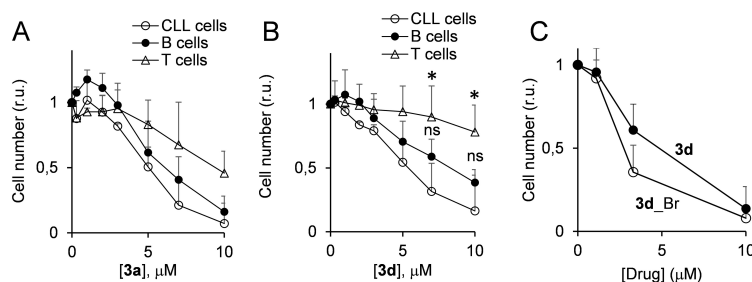 A
CLL cells
B cells
T cells
Cell number (r.u.)
1
0,5
0
0
5
10
[3a], μM
B
CLL cells
B cells
T cells
Cell number (r.u.)
1
0,5
0
*
*
ns
ns
0
5
10
[3d], μM
C
Cell number (r.u.)
1
0,5
0
3d
3d_Br
0
5
10
[Drug] (μM)